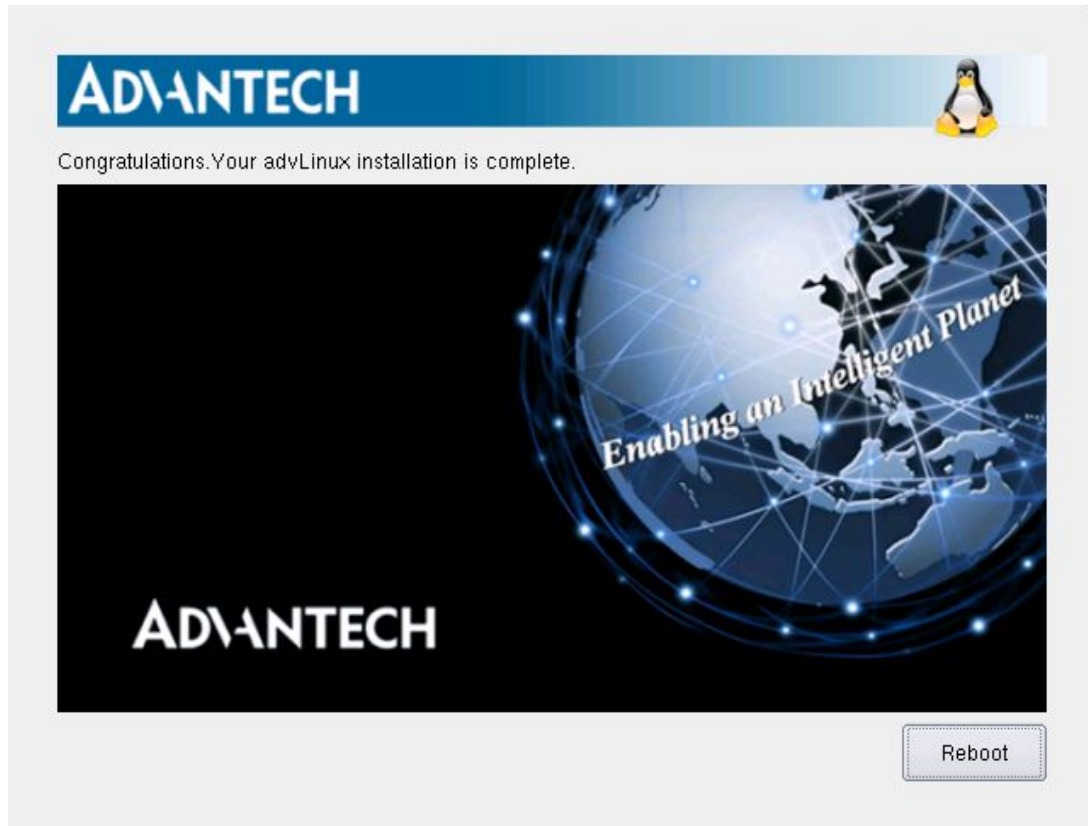 ADVANTECH
Congratulations.Your advLinux installation is complete.
Enabling an Intelligent Planet
ADVANTECH
Reboot